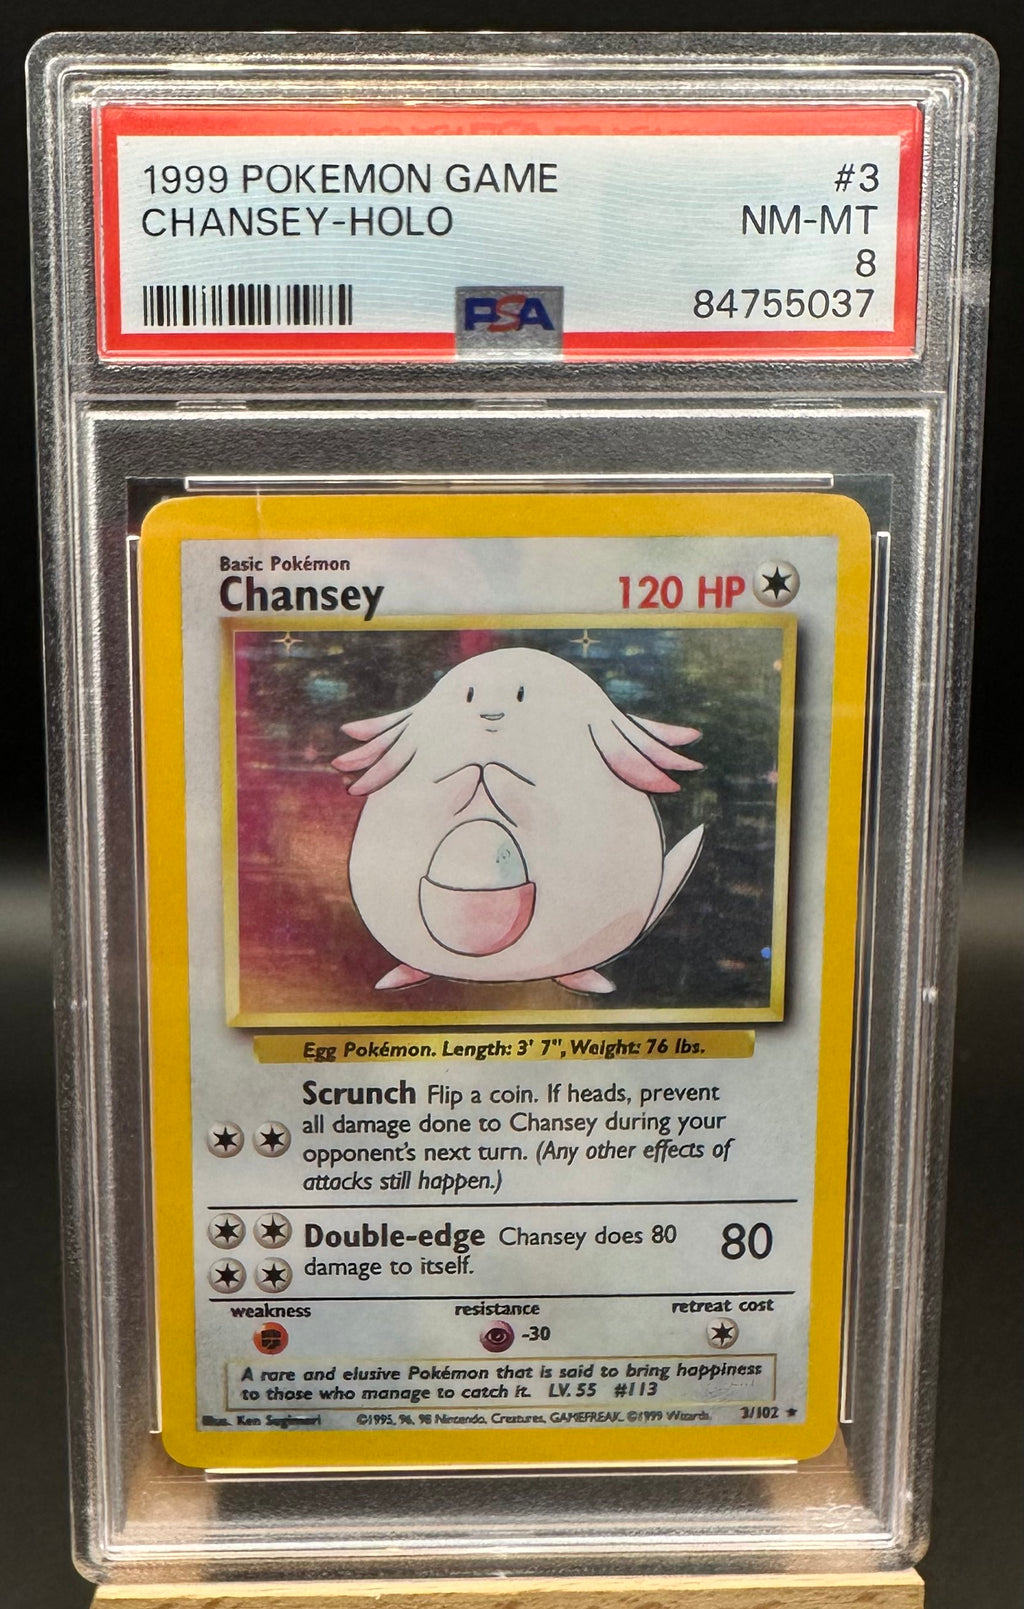 1999 POKEMON GAME #3
CHANSEY-HOLO NM-MT
8
PSA 84755037
Basic Pokémon
Chansey 120 HP
Egg Pokémon. Length: 3' 7", Weight: 76 lbs.
Scrunch Flip a coin. If heads, prevent
all damage done to Chansey during your
opponent's next turn. (Any other effects of
attacks still happen.)
Double-edge Chansey does 80 80
damage to itself.
weakness resistance retreat cost
-30
A rare and elusive Pokémon that is said to bring happiness
to those who manage to catch it. LV. 55 #113
Illus. Ken Sugimori ©1995, 96, 98 Nintendo, Creatures, GAMEFREAK. ©1999 Wizards. 3/102